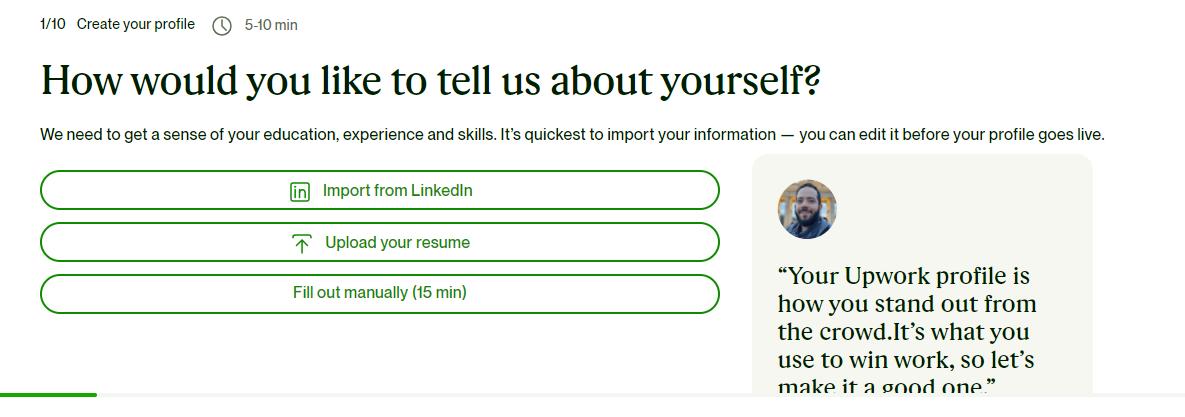 1/10 Create your profile 5-10 min
How would you like to tell us about yourself?
We need to get a sense of your education, experience and skills. It’s quickest to import your information — you can edit it before your profile goes live.
in Import from LinkedIn
Upload your resume
Fill out manually (15 min)
“Your Upwork profile is
how you stand out from
the crowd.It’s what you
use to win work, so let’s
make it a good one.”